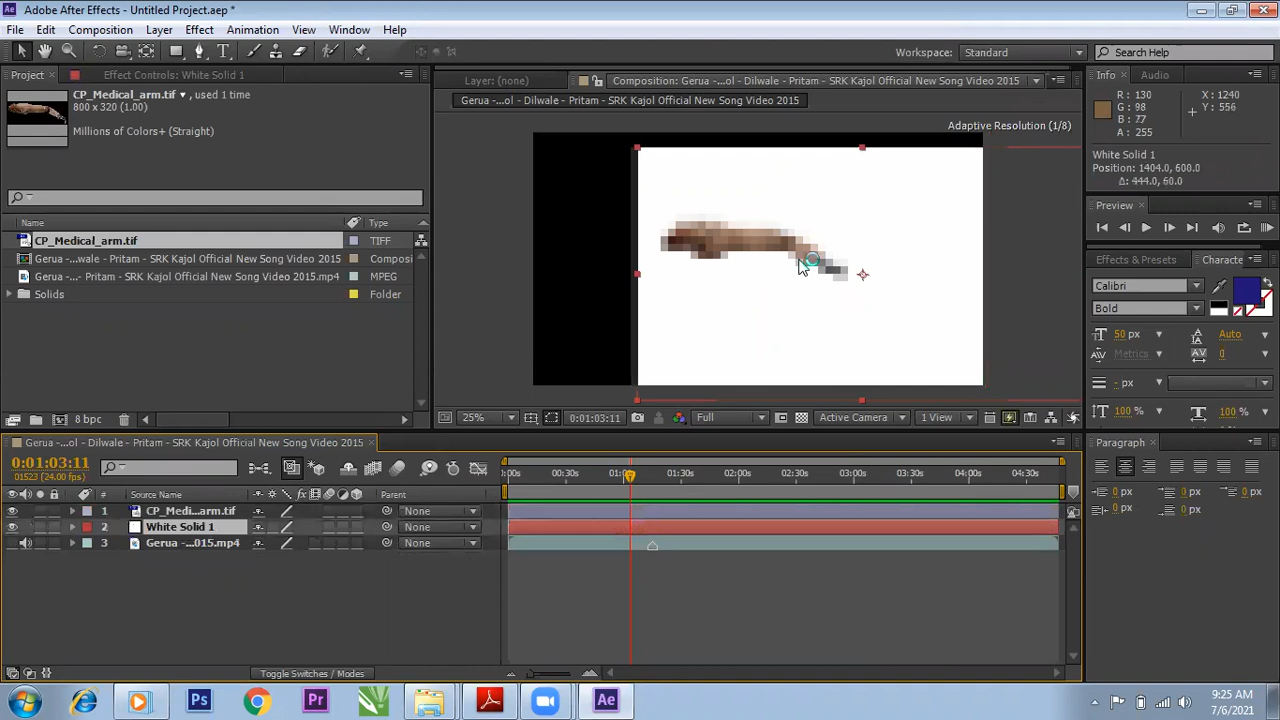 Adobe After Effects - Untitled Project.aep *
File Edit Composition Layer Effect Animation View Window Help
Workspace: Standard
Search Help
Project Effect Controls: White Solid 1
CP_Medical_arm.tif ▾, used 1 time
800 x 320 (1.00)
Millions of Colors+ (Straight)
Name Type
CP_Medical_arm.tif TIFF
Gerua -...ol - Dilwale - Pritam - SRK Kajol Official New Song Video 2015 Compos
Gerua -...- Pritam - SRK Kajol Official New Song Video 2015.mp4 MPEG
Solids Folder
8 bpc
Layer: (none) Composition: Gerua -...ol - Dilwale - Pritam - SRK Kajol Official New Song Video 2015
Gerua -...ol - Dilwale - Pritam - SRK Kajol Official New Song Video 2015
Adaptive Resolution (1/8)
25% 0:01:03:11 Full Active Camera 1 View
Info Audio
R: 130 X: 1240
G: 98 Y: 556
B: 77
A: 255
White Solid 1
Position: 1404.0, 600.0
Δ: 444.0, 60.0
Preview
Effects & Presets Characte
Calibri
Bold
50 px Auto
Metrics 0
- px
100 % 100 %
Gerua -...ol - Dilwale - Pritam - SRK Kajol Official New Song Video 2015
0:01:03:11
01523 (24.00 fps)
:00s 00:30s 01:0 01:30s 02:00s 02:30s 03:00s 03:30s 04:00s 04:30s
# Source Name Parent
1 CP_Medi...arm.tif None
2 White Solid 1 None
3 Gerua -...015.mp4 None
Toggle Switches / Modes
Paragraph
0 px 0 px 0 px
0 px 0 px
Ps Pr Ae
9:25 AM
7/6/2021